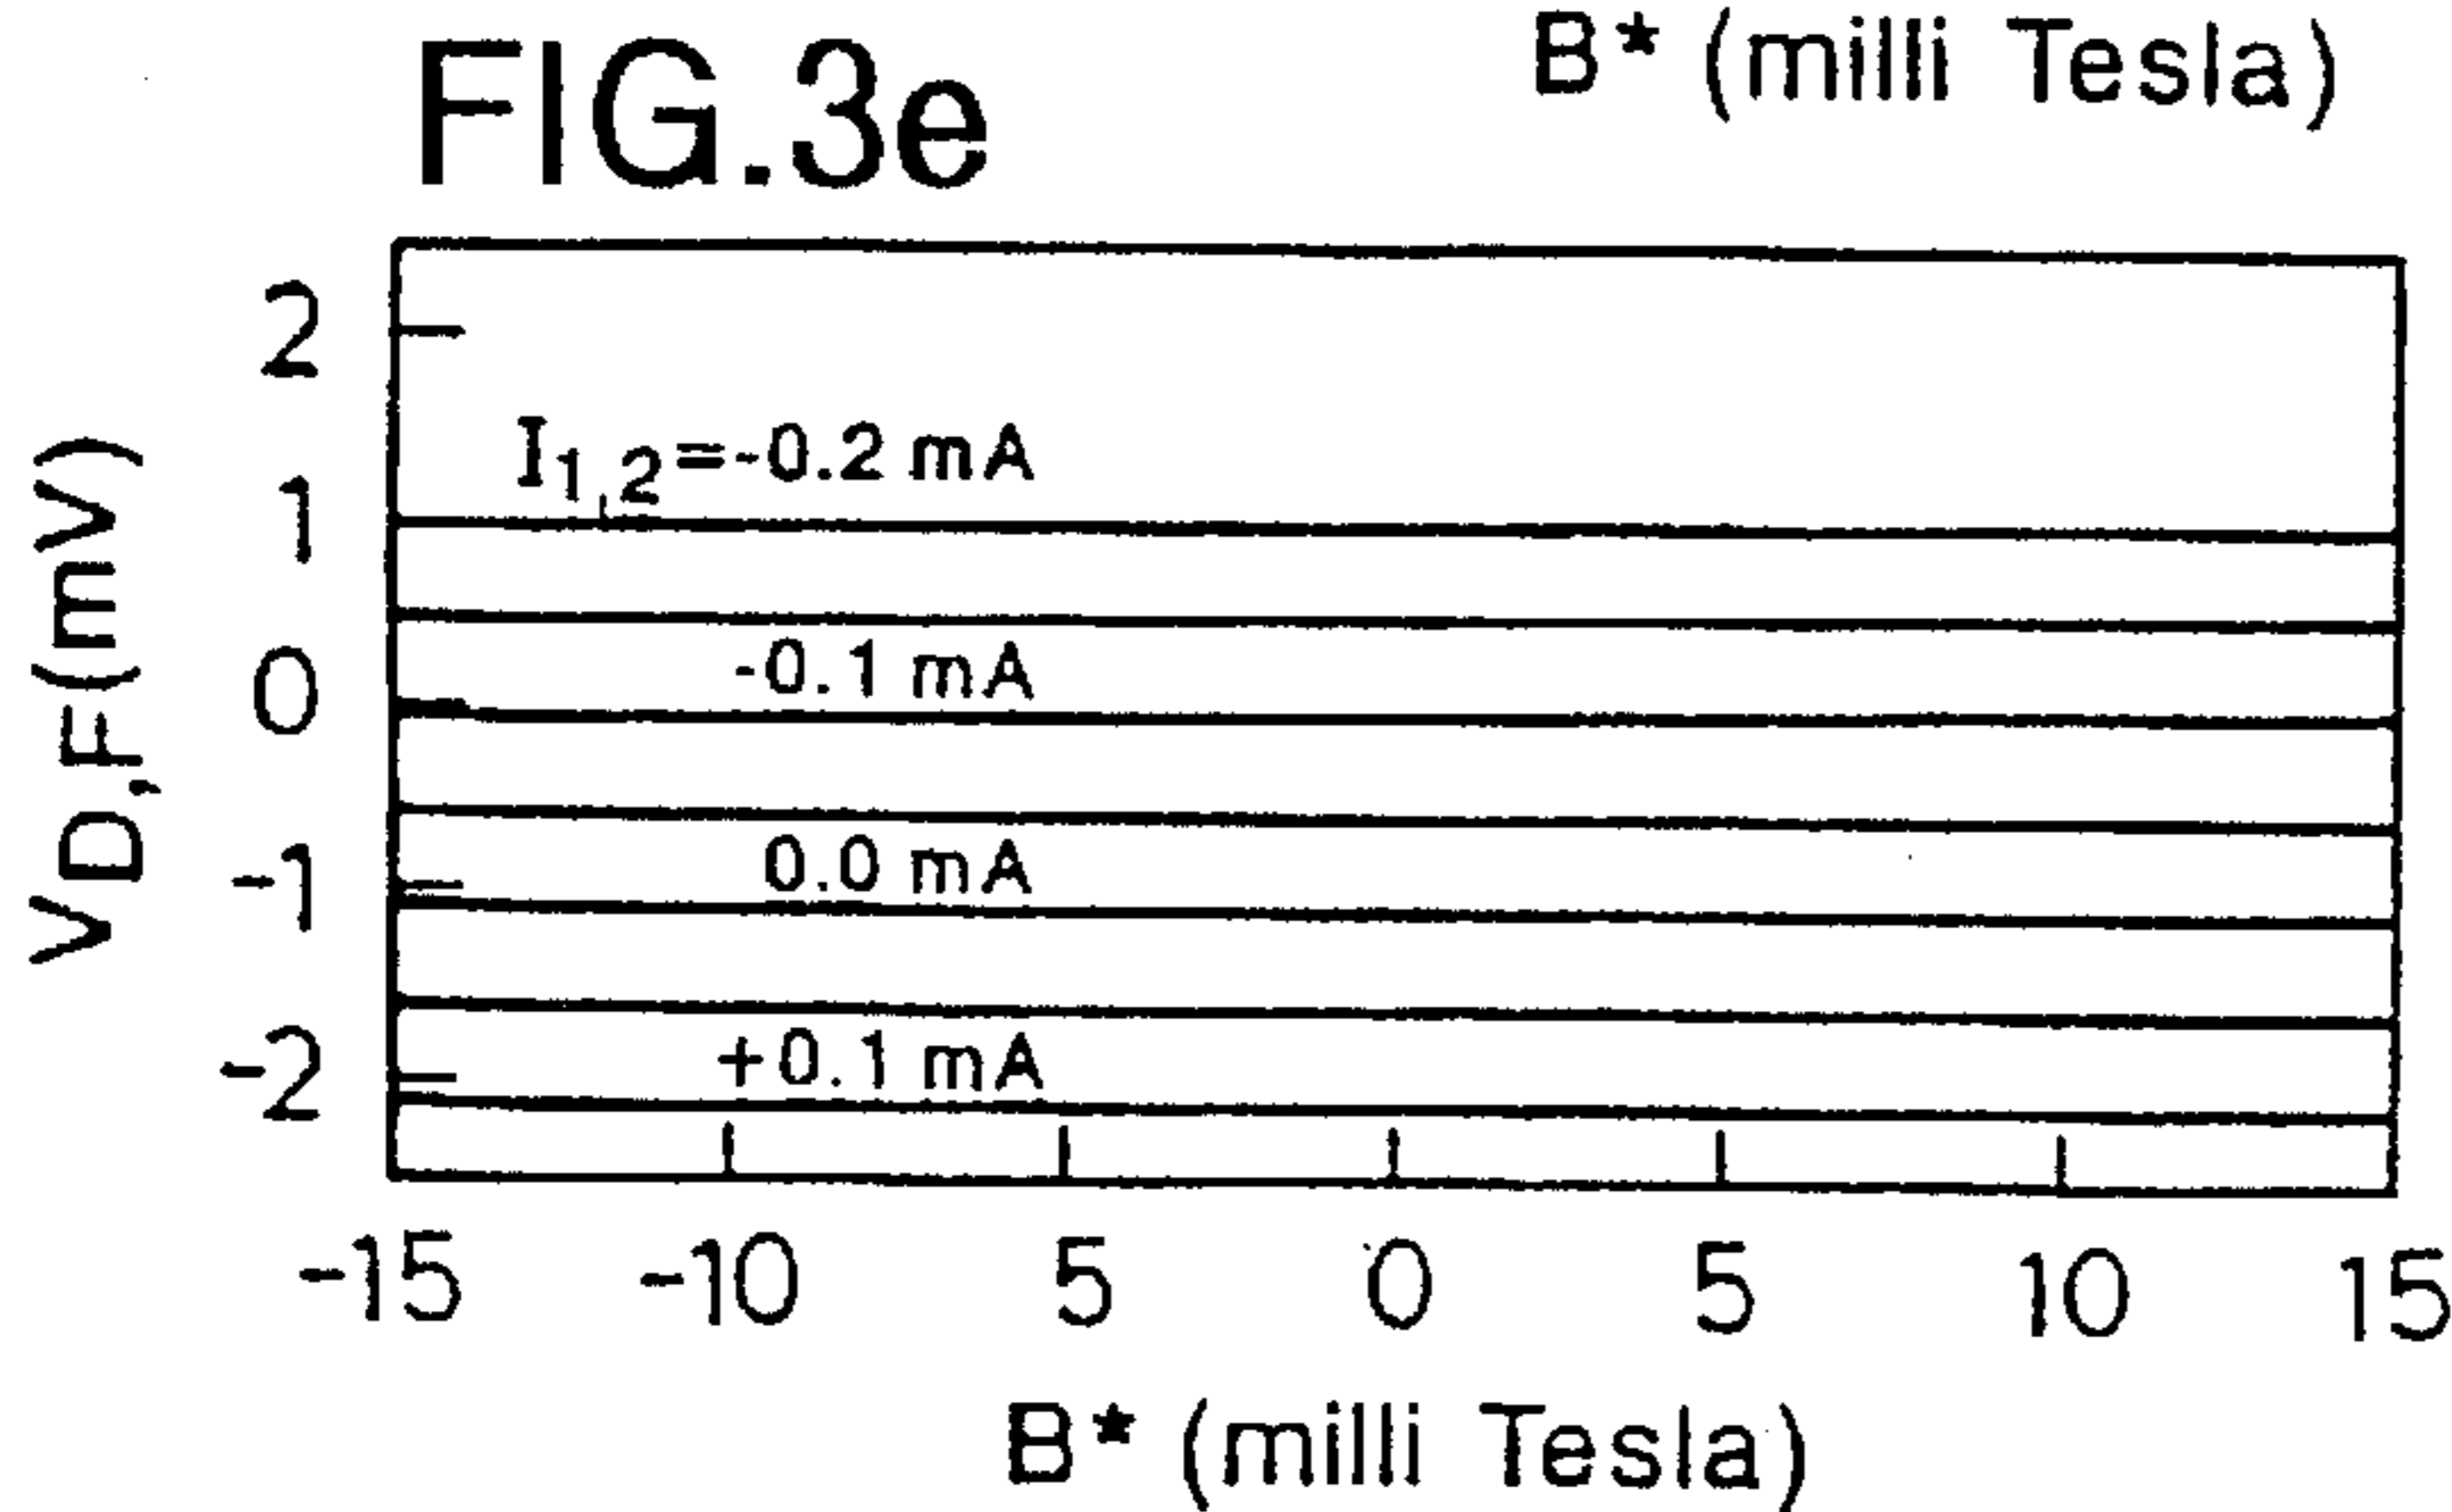 FIG.3e
B* (milli Tesla)
2
1
0
-1
-2
VD,F(mV)
I1,2=-0.2 mA
-0.1 mA
0.0 mA
+0.1 mA
-15 -10 5 0 5 10 15
B* (milli Tesla)